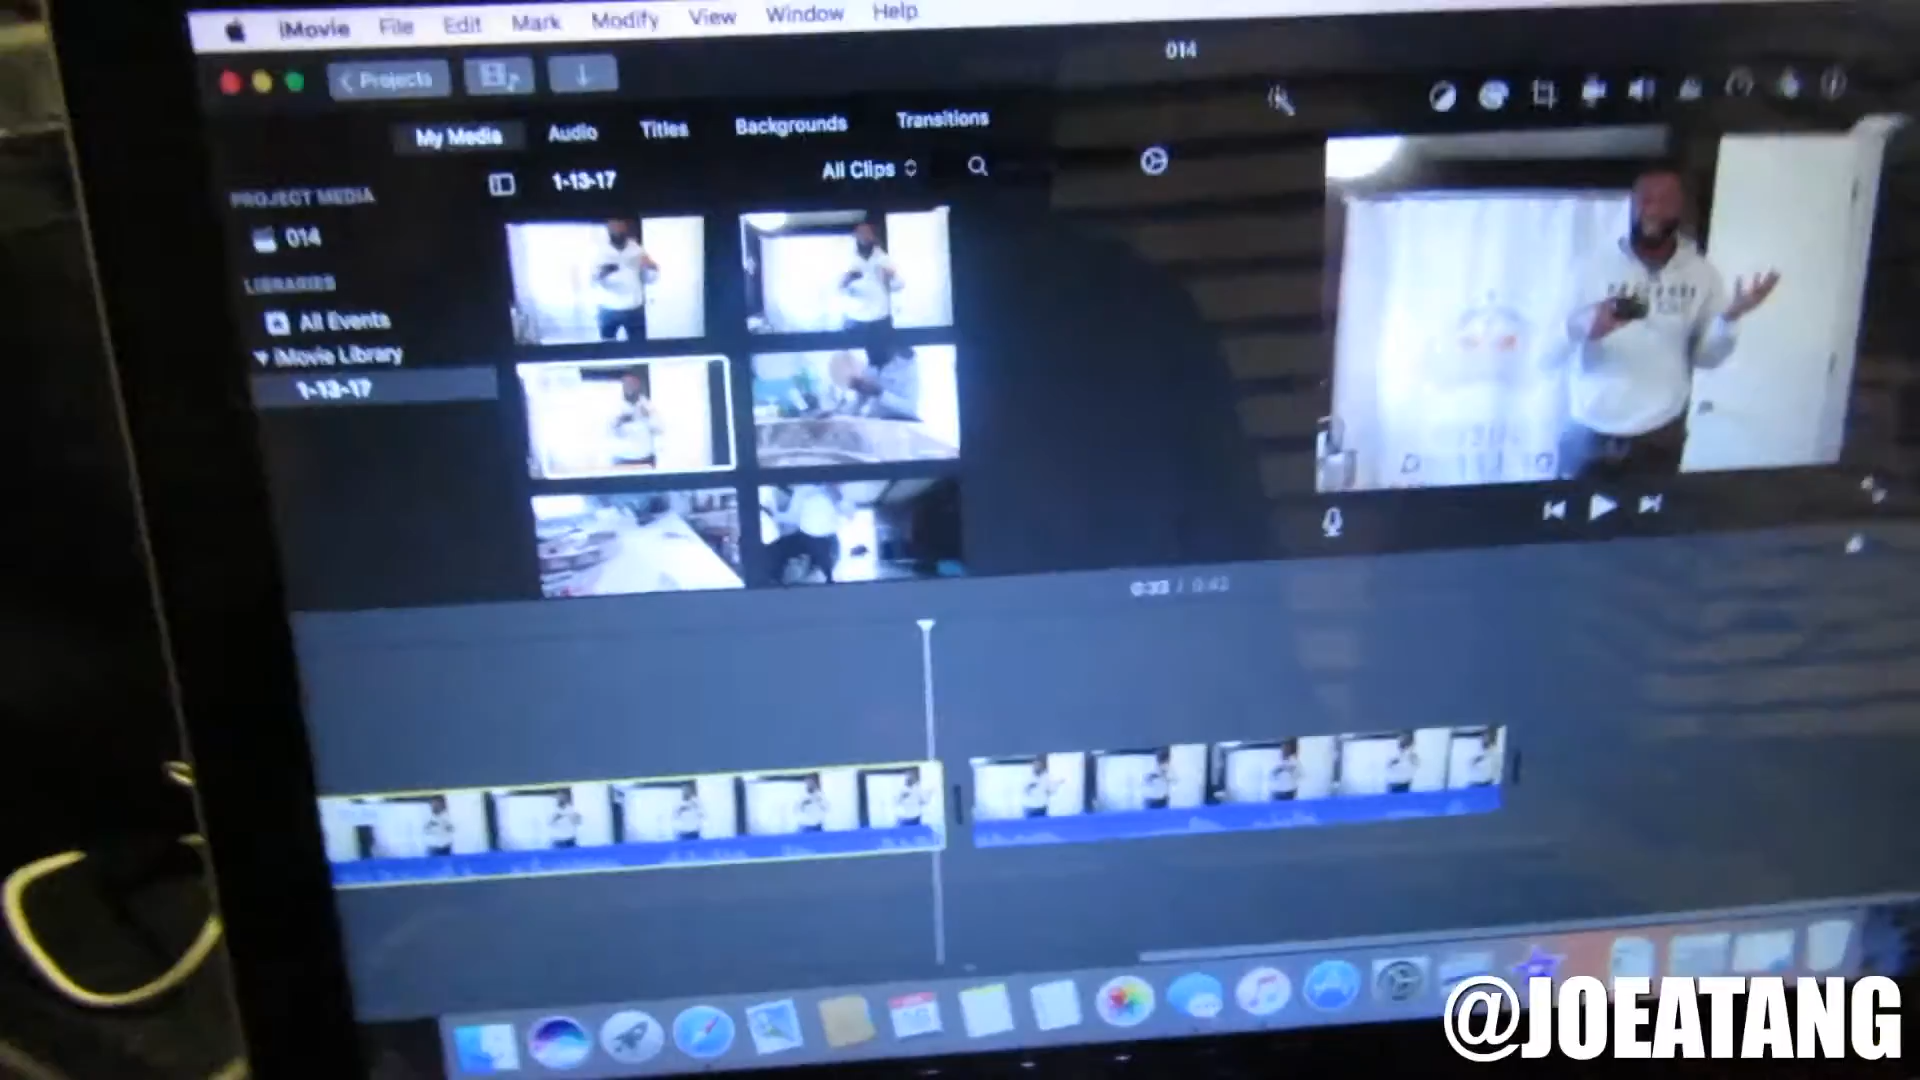 iMovie File Edit Mark Modify View Window Help
Projects
014
My Media Audio Titles Backgrounds Transitions
1-13-17
All Clips
PROJECT MEDIA
014
LIBRARIES
All Events
iMovie Library
1-13-17
@JOEATANG